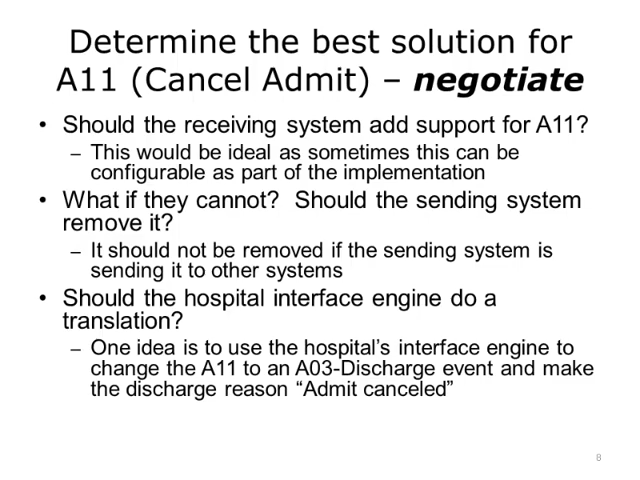 Determine the best solution for
A11 (Cancel Admit) – negotiate
• Should the receiving system add support for A11?
– This would be ideal as sometimes this can be
configurable as part of the implementation
• What if they cannot?  Should the sending system
remove it?
– It should not be removed if the sending system is
sending it to other systems
• Should the hospital interface engine do a
translation?
– One idea is to use the hospital’s interface engine to
change the A11 to an A03-Discharge event and make
the discharge reason “Admit canceled”
8